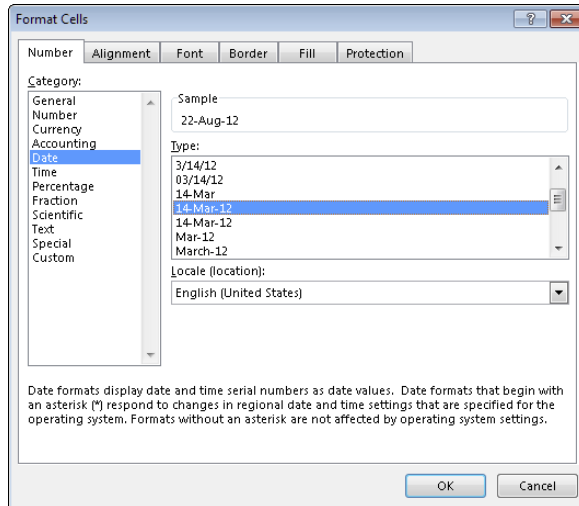 Format Cells
Number Alignment Font Border Fill Protection
Category:
General
Number
Currency
Accounting
Date
Time
Percentage
Fraction
Scientific
Text
Special
Custom
Sample
22-Aug-12
Type:
3/14/12
03/14/12
14-Mar
14-Mar-12
14-Mar-12
Mar-12
March-12
Locale (location):
English (United States)
Date formats display date and time serial numbers as date values. Date formats that begin with
an asterisk (*) respond to changes in regional date and time settings that are specified for the
operating system. Formats without an asterisk are not affected by operating system settings.
OK Cancel